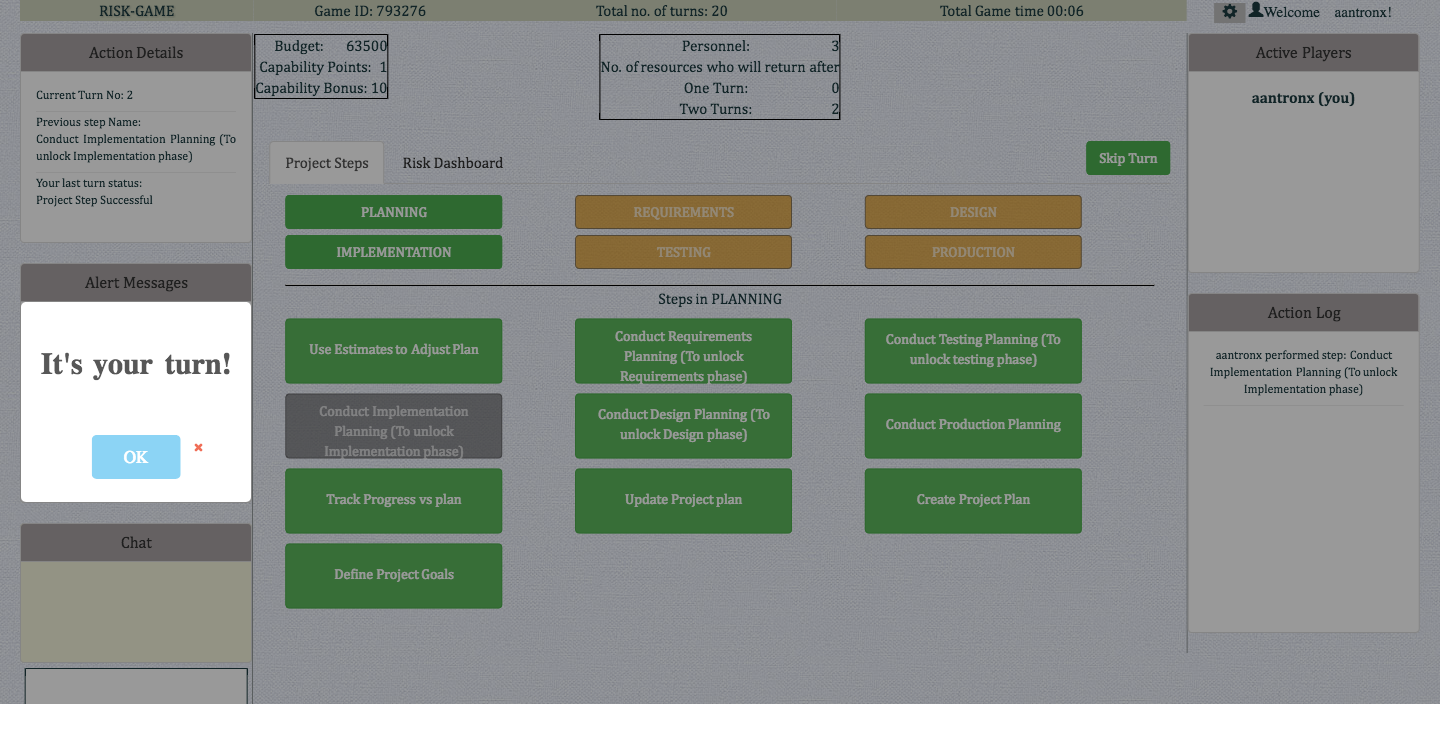 RISK-GAME Game ID: 793276 Total no. of turns: 20 Total Game time 00:06 Welcome aantronx!
Action Details
Current Turn No: 2
Previous step Name:
Conduct Implementation Planning (To
unlock Implementation phase)
Your last turn status:
Project Step Successful
Alert Messages
It's your turn!
OK
Chat
Budget: 63500
Capability Points: 1
Capability Bonus: 10
Personnel: 3
No. of resources who will return after
One Turn: 0
Two Turns: 2
Project Steps Risk Dashboard Skip Turn
PLANNING REQUIREMENTS DESIGN
IMPLEMENTATION TESTING PRODUCTION
Steps in PLANNING
Use Estimates to Adjust Plan
Conduct Requirements
Planning (To unlock
Requirements phase)
Conduct Testing Planning (To
unlock testing phase)
Conduct Implementation
Planning (To unlock
Implementation phase)
Conduct Design Planning (To
unlock Design phase)
Conduct Production Planning
Track Progress vs plan
Update Project plan
Create Project Plan
Define Project Goals
Active Players
aantronx (you)
Action Log
aantronx performed step: Conduct
Implementation Planning (To unlock
Implementation phase)